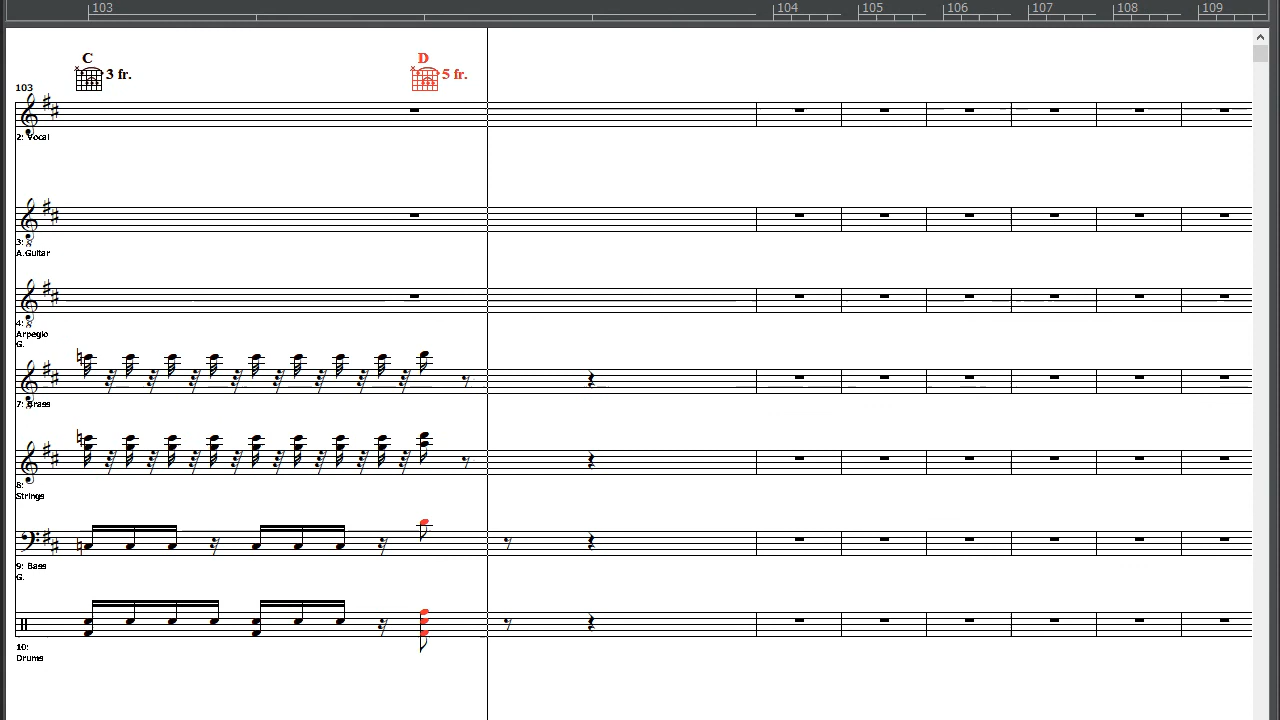 103 104 105 106 107 108 109
C D
x 3 fr. x 5 fr.
103
2: Vocal
3:
A.Guitar
4:
Arpegio
G.
7: Brass
8:
Strings
9: Bass
G.
10:
Drums